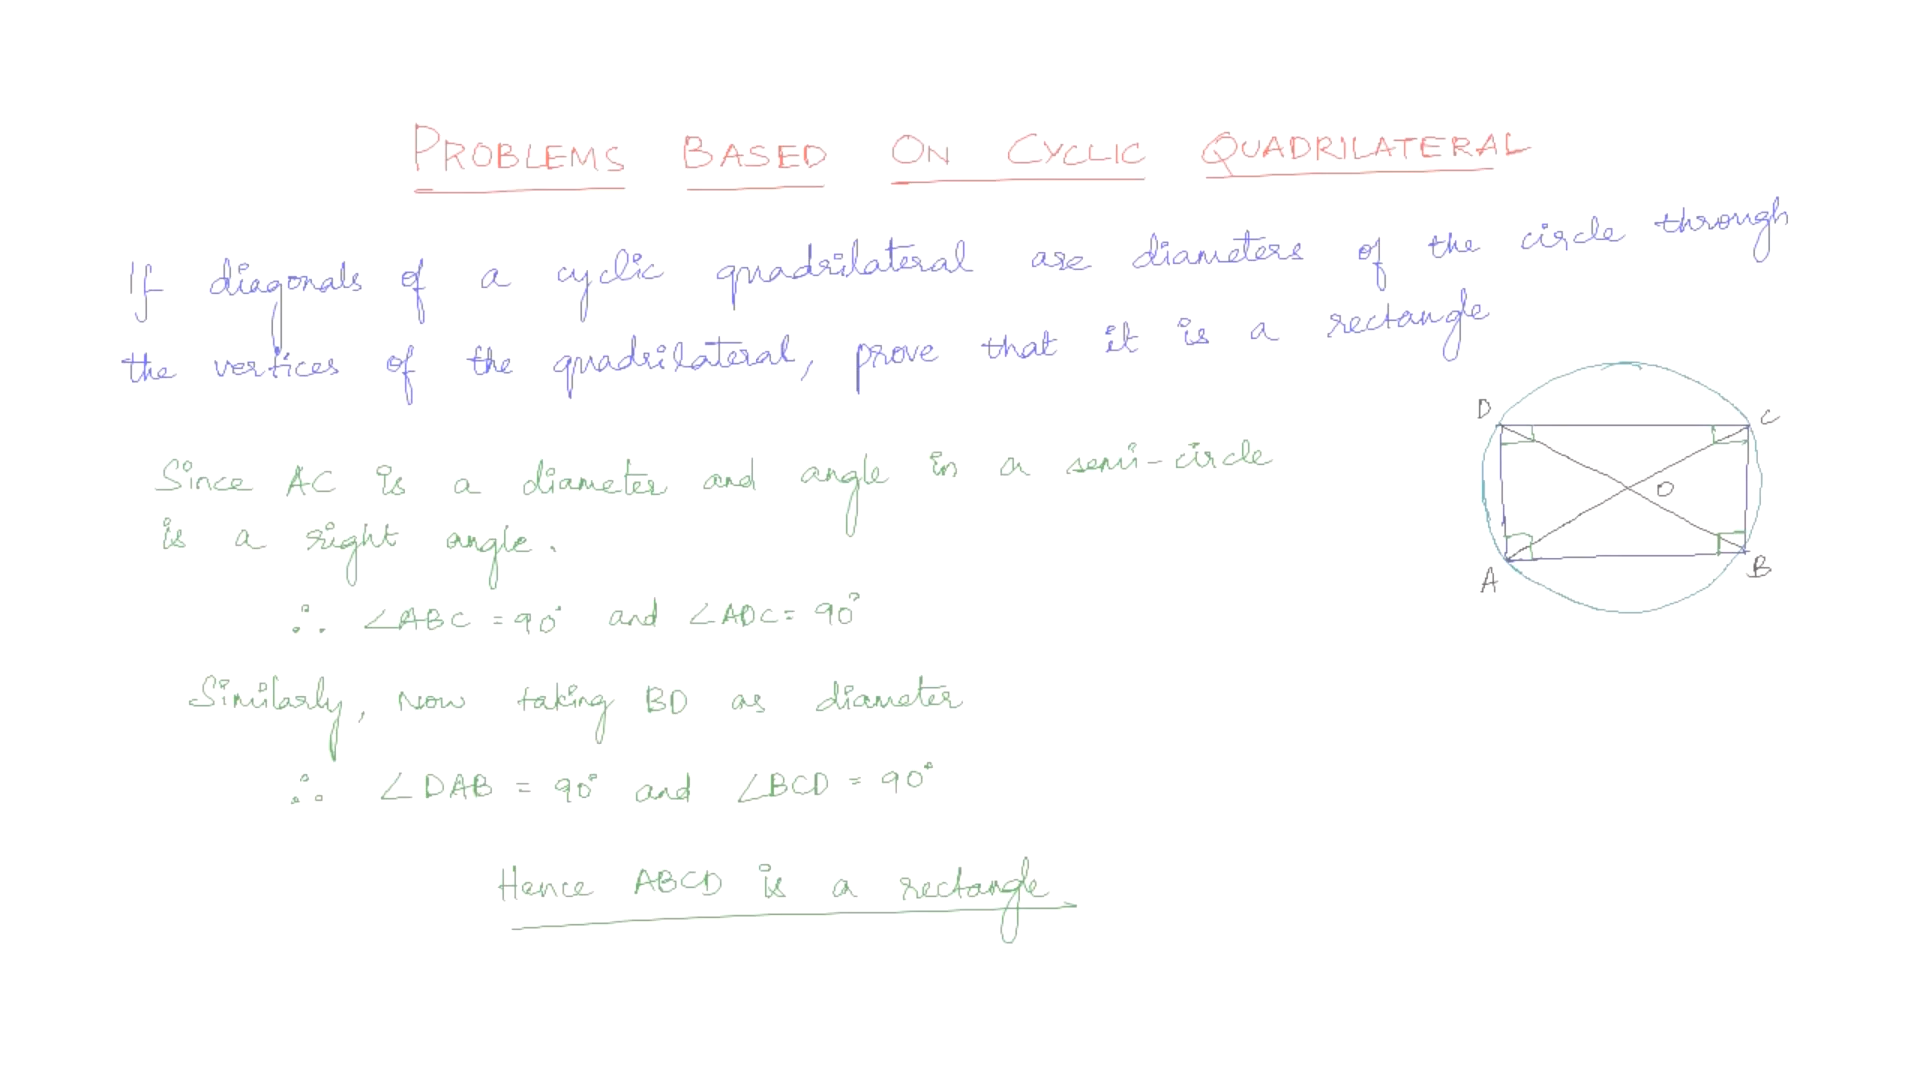 PROBLEMS BASED ON CYCLIC QUADRILATERAL
If diagonals of a cyclic quadrilateral are diameters of the circle through
the vertices of the quadrilateral, prove that it is a rectangle
D C
Since AC is a diameter and angle in a semi-circle
O
is a right angle.
A B
∴ ∠ABC = 90° and ∠ADC = 90°
Similarly, Now taking BD as diameter
∴ ∠DAB = 90° and ∠BCD = 90°
Hence ABCD is a rectangle